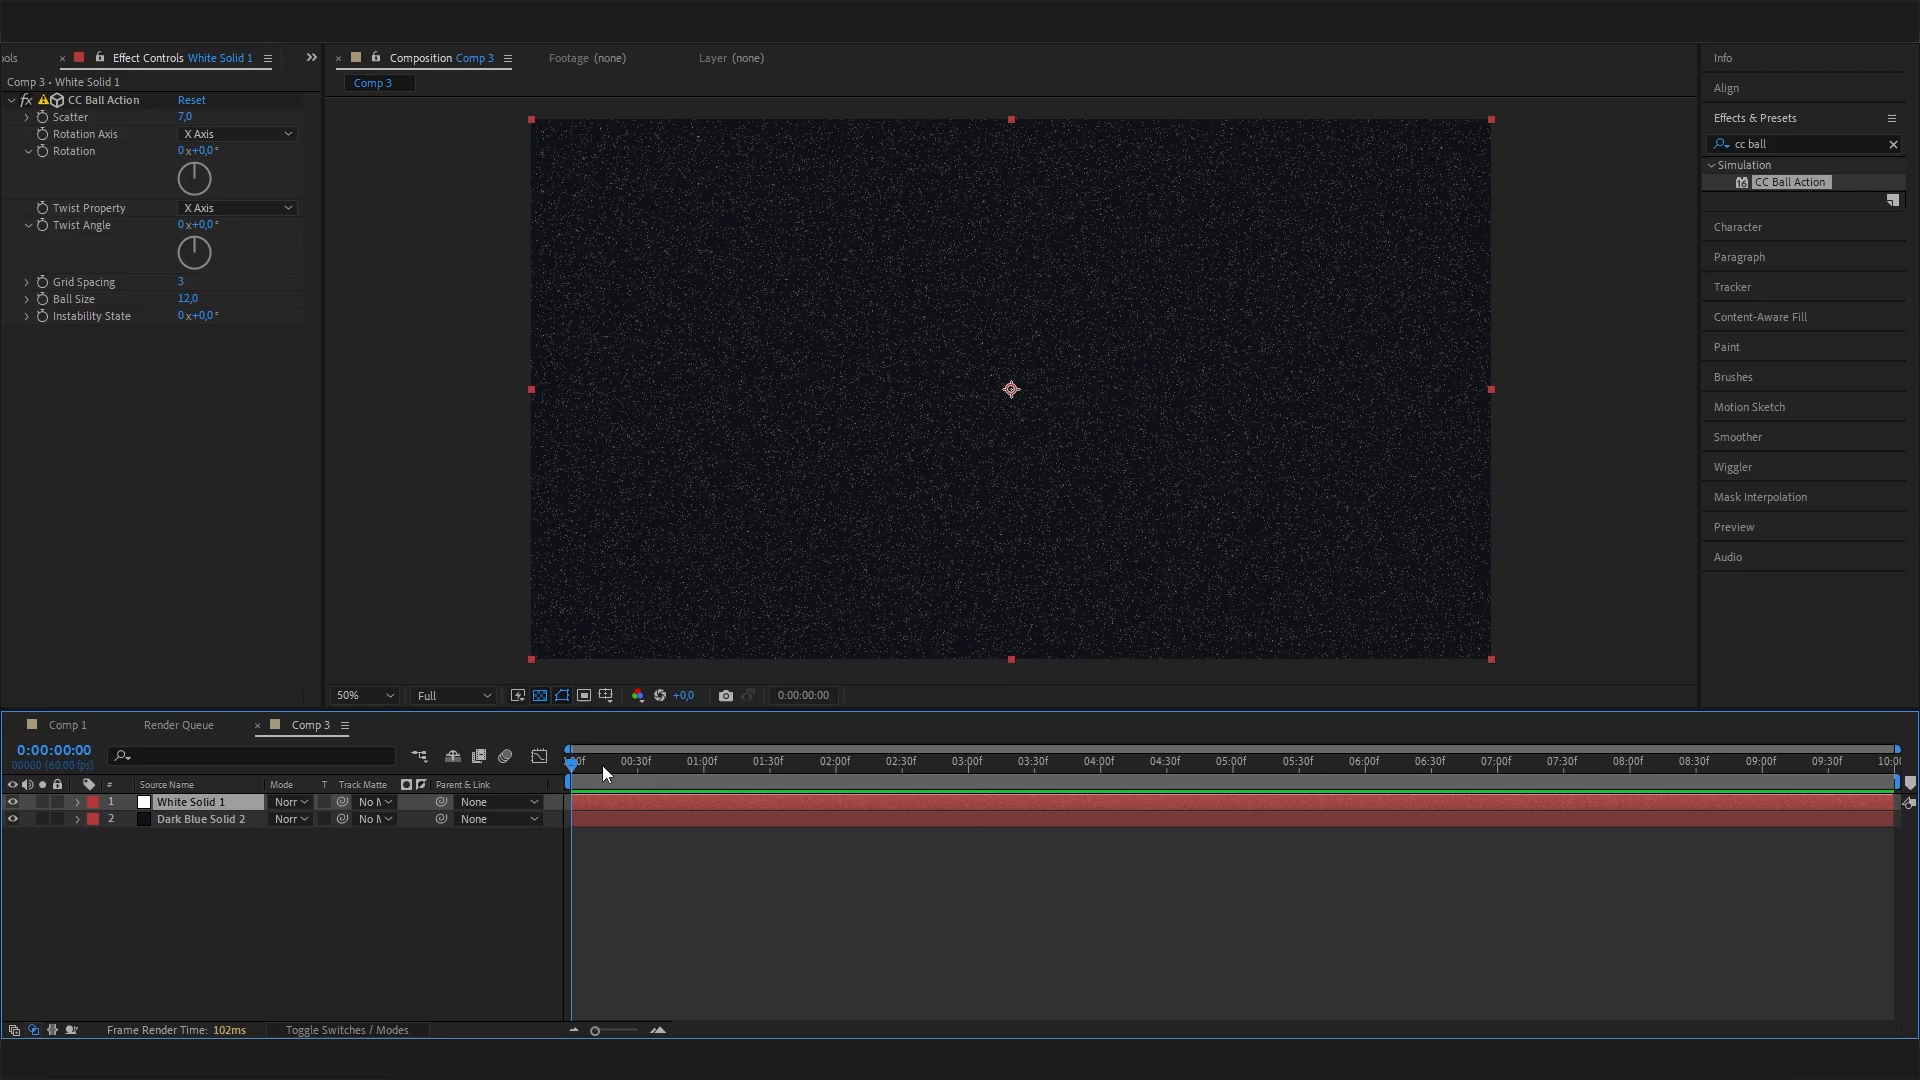 ols
Effect Controls White Solid 1
Comp 3 • White Solid 1
fx CC Ball Action Reset
Scatter 7,0
Rotation Axis X Axis
Rotation 0x+0,0°
Twist Property X Axis
Twist Angle 0x+0,0°
Grid Spacing 3
Ball Size 12,0
Instability State 0x+0,0°
Composition Comp 3
Footage (none)
Layer (none)
Comp 3
50% Full +0,0 0:00:00:00
Info
Align
Effects & Presets
cc ball
Simulation
CC Ball Action
Character
Paragraph
Tracker
Content-Aware Fill
Paint
Brushes
Motion Sketch
Smoother
Wiggler
Mask Interpolation
Preview
Audio
Comp 1
Render Queue
Comp 3
0:00:00:00
00000 (60.00 fps)
00f 00:30f 01:00f 01:30f 02:00f 02:30f 03:00f 03:30f 04:00f 04:30f 05:00f 05:30f 06:00f 06:30f 07:00f 07:30f 08:00f 08:30f 09:00f 09:30f 10:00
# Source Name Mode T Track Matte Parent & Link
1 White Solid 1 Norr No M None
2 Dark Blue Solid 2 Norr No M None
Frame Render Time: 102ms Toggle Switches / Modes